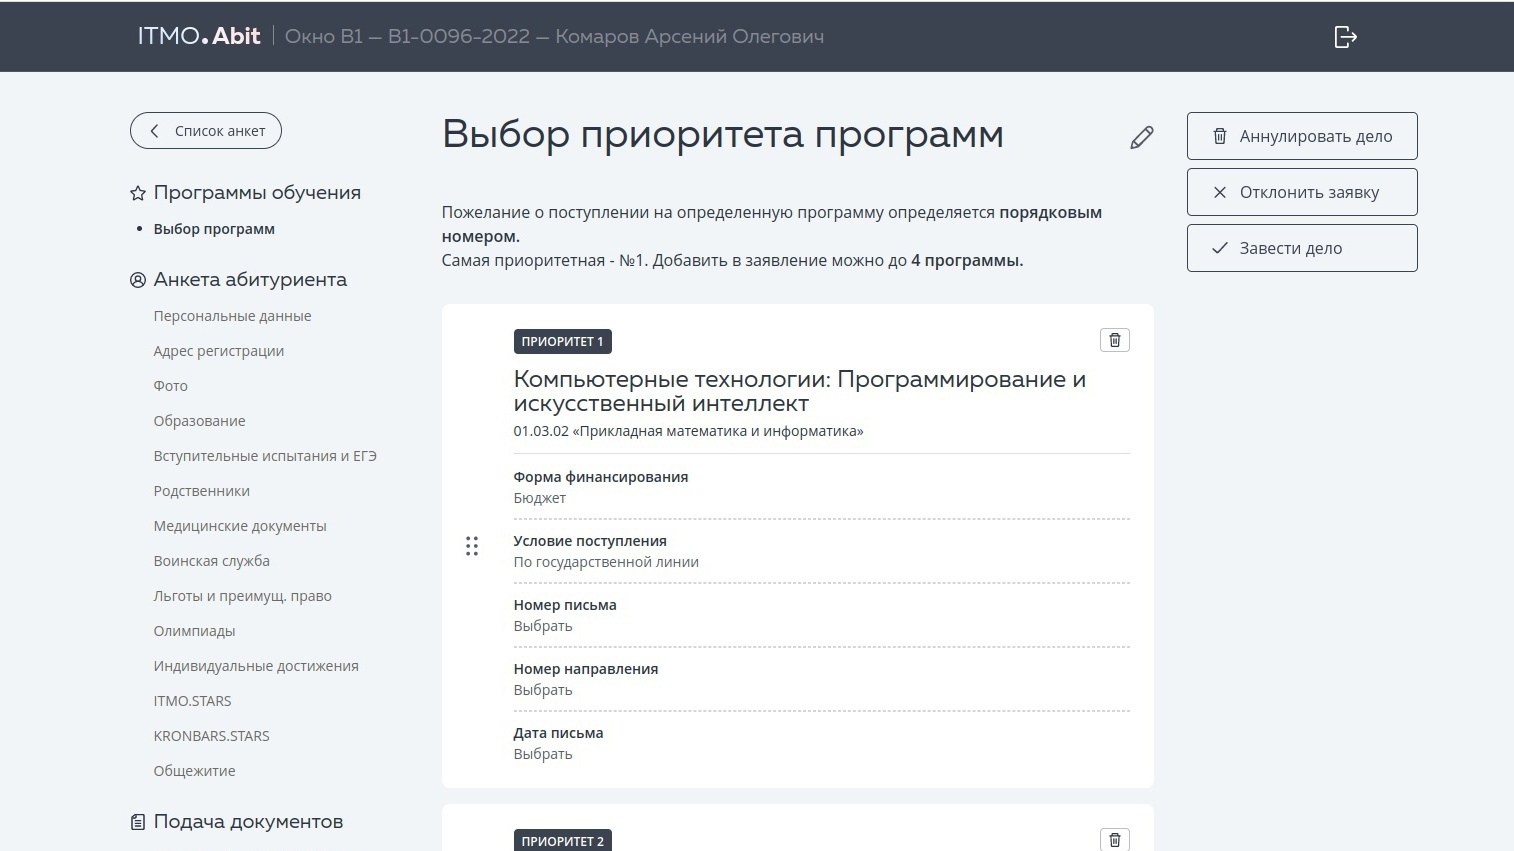 ITMO.Abit Окно В1 — В1-0096-2022 — Комаров Арсений Олегович
Список анкет
Программы обучения
Выбор программ
Анкета абитуриента
Персональные данные
Адрес регистрации
Фото
Образование
Вступительные испытания и ЕГЭ
Родственники
Медицинские документы
Воинская служба
Льготы и преимущ. право
Олимпиады
Индивидуальные достижения
ITMO.STARS
KRONBARS.STARS
Общежитие
Подача документов
Выбор приоритета программ
Пожелание о поступлении на определенную программу определяется порядковым
номером.
Самая приоритетная - №1. Добавить в заявление можно до 4 программы.
ПРИОРИТЕТ 1
Компьютерные технологии: Программирование и
искусственный интеллект
01.03.02 «Прикладная математика и информатика»
Форма финансирования
Бюджет
Условие поступления
По государственной линии
Номер письма
Выбрать
Номер направления
Выбрать
Дата письма
Выбрать
ПРИОРИТЕТ 2
Аннулировать дело
Отклонить заявку
Завести дело